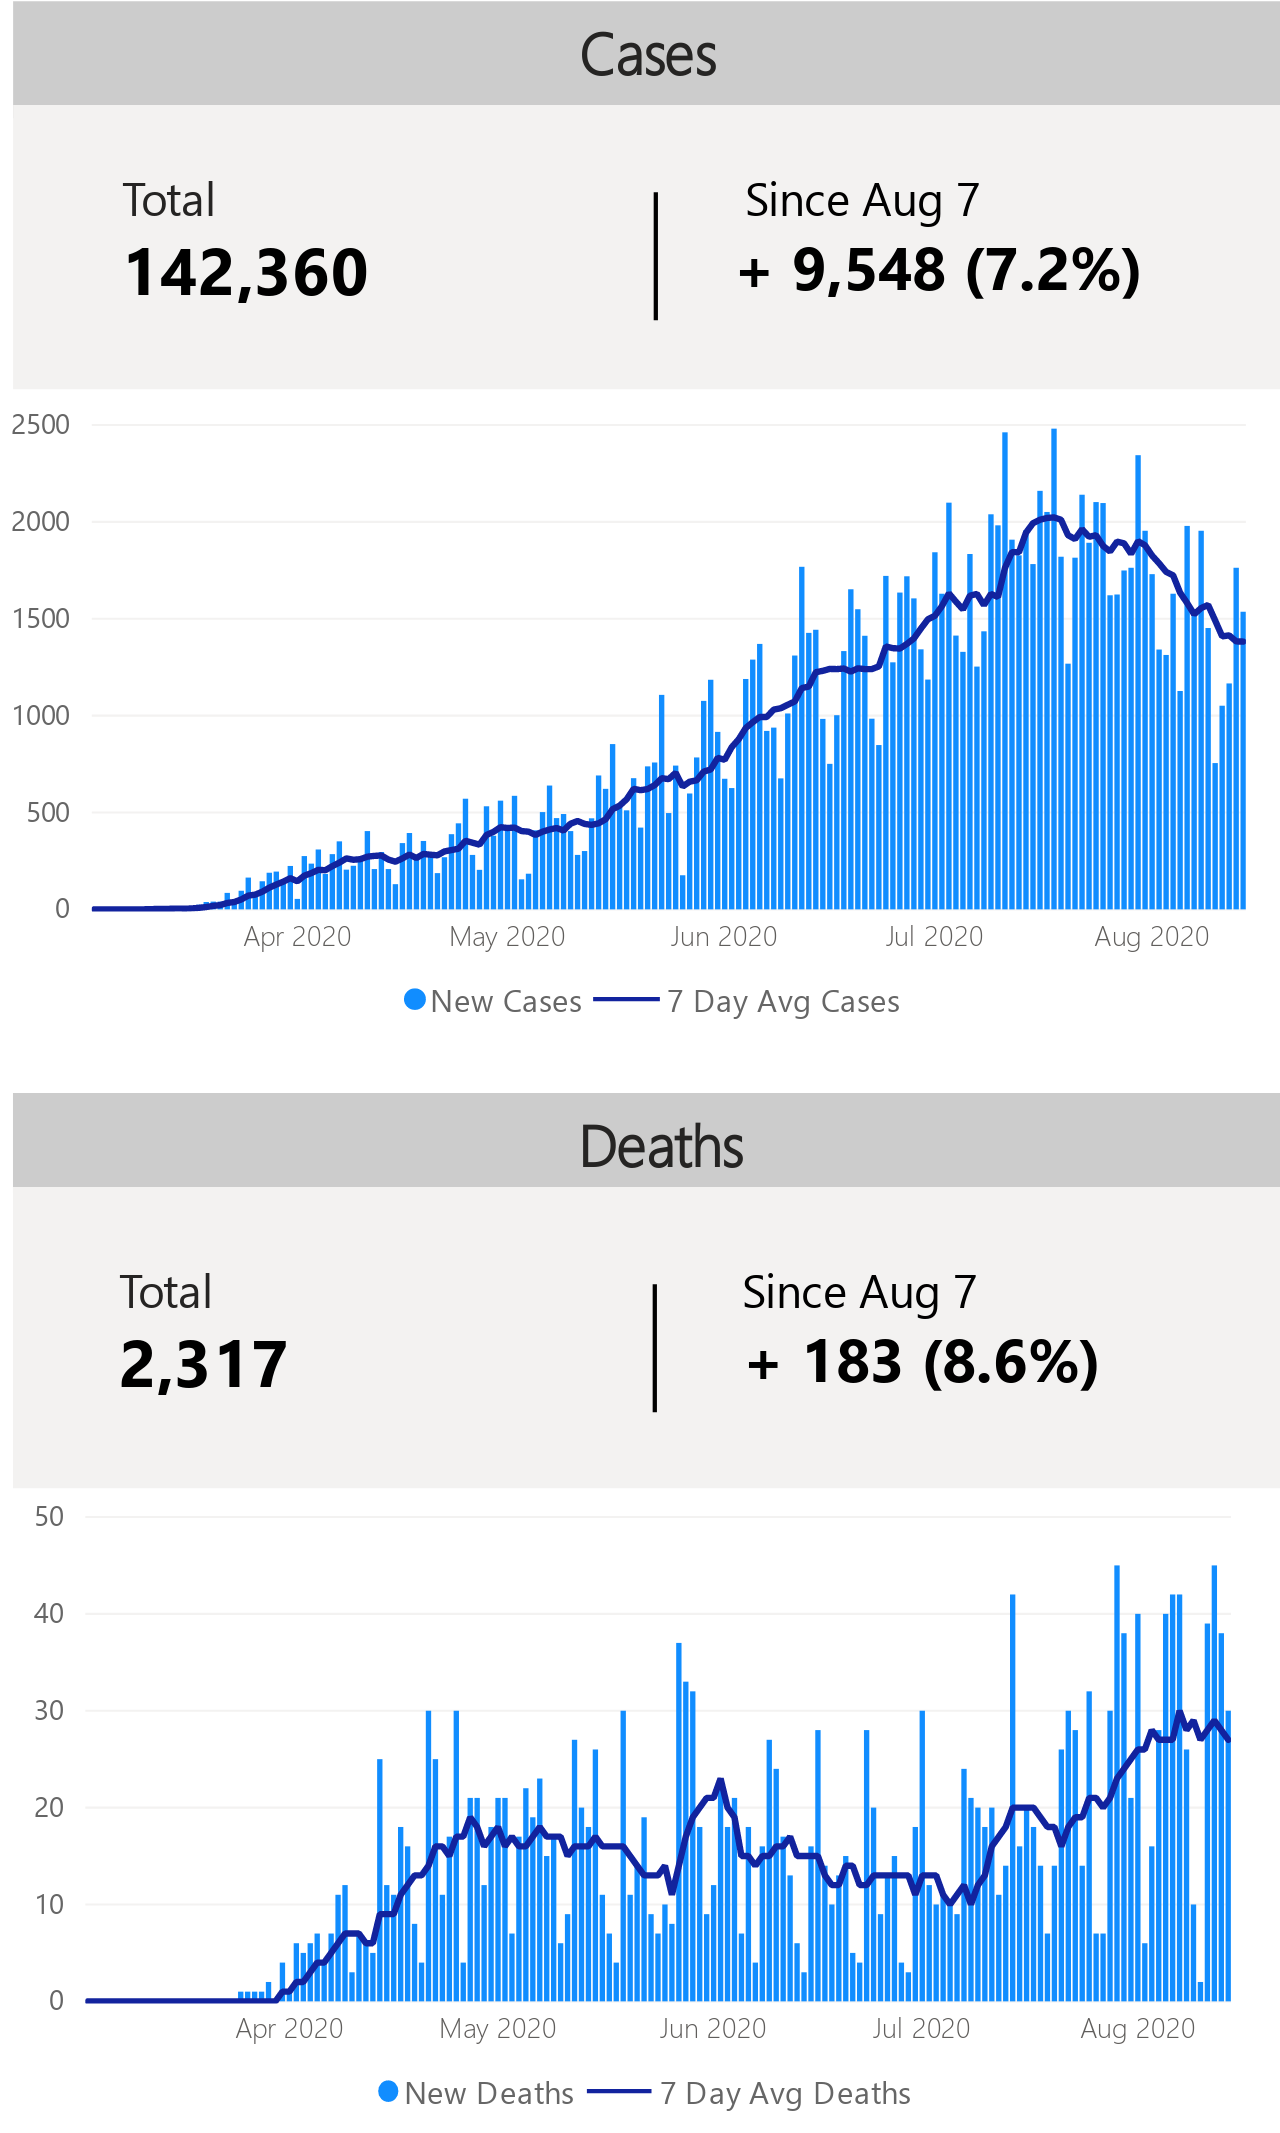 Cases
Total
Since Aug 7
142,360
+ 9,548 (7.2%)
2500
2000
1500
1000
500
0
Apr 2020
May 2020
Jun 2020
Jul 2020
Aug 2020
New Cases
7 Day Avg Cases
Deaths
Total
Since Aug 7
2,317
+ 183 (8.6%)
50
40
30
20
10
0
Apr 2020
May 2020
Jun 2020
Jul 2020
Aug 2020
New Deaths
7 Day Avg Deaths